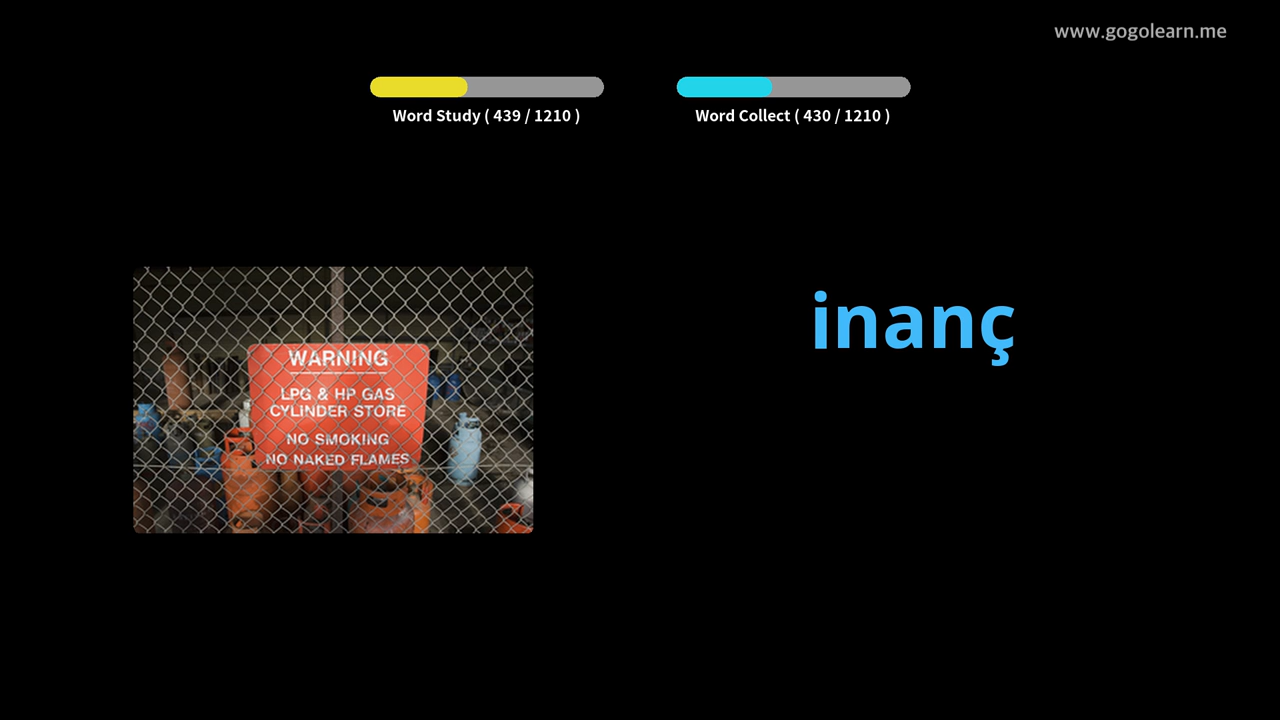 www.gogolearn.me
Word Study ( 439 / 1210 )
Word Collect ( 430 / 1210 )
WARNING
LPG & HP GAS
CYLINDER STORE
NO SMOKING
NO NAKED FLAMES
inanç